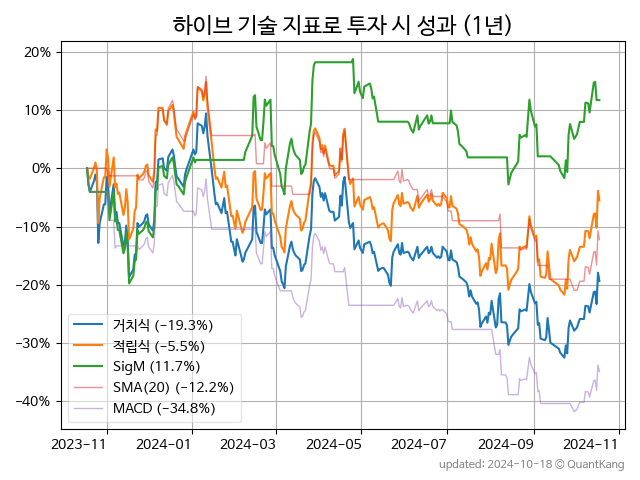 하이브 기술 지표로 투자 시 성과 (1년)
20%
10%
0%
−10%
−20%
−30%
−40%
거치식 (−19.3%)
적립식 (−5.5%)
SigM (11.7%)
SMA(20) (−12.2%)
MACD (−34.8%)
2023-11 2024-01 2024-03 2024-05 2024-07 2024-09 2024-11
updated: 2024-10-18 © QuantKang